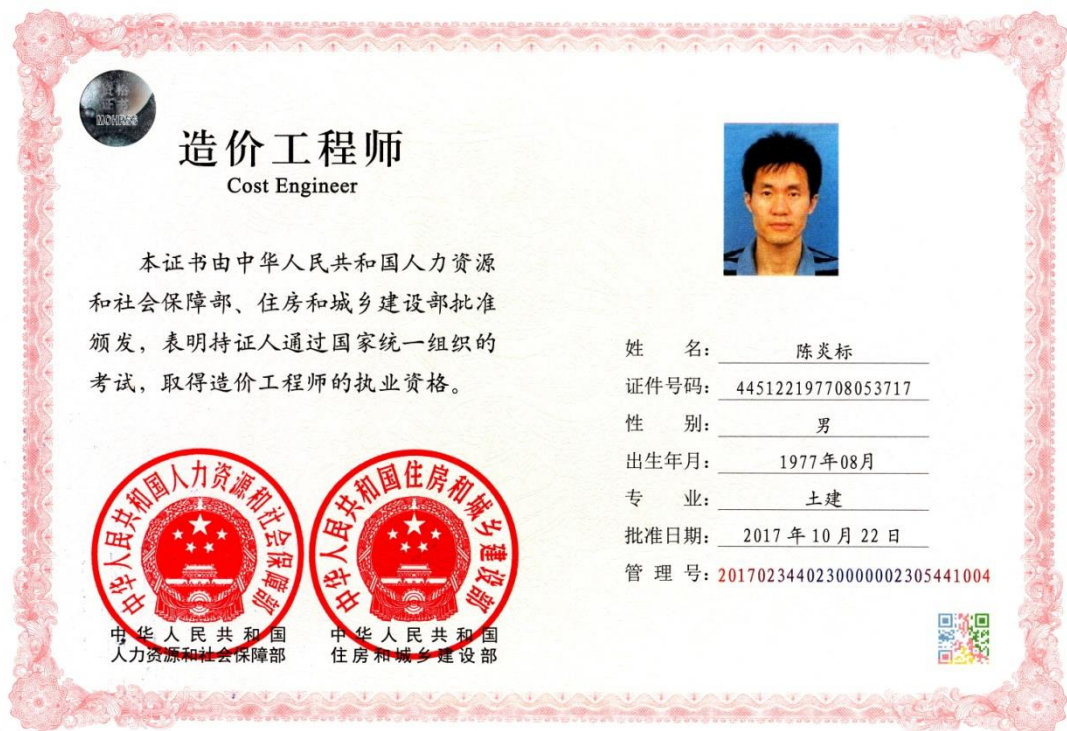 资格
证书
MOHRSS
造价工程师
Cost Engineer
本证书由中华人民共和国人力资源
和社会保障部、住房和城乡建设部批准
颁发，表明持证人通过国家统一组织的
考试，取得造价工程师的执业资格。
中华人民共和国人力资源和社会保障部
中华人民共和国
人力资源和社会保障部
中华人民共和国住房和城乡建设部
中华人民共和国
住房和城乡建设部
姓 名： 陈炎标
证件号码： 445122197708053717
性 别： 男
出生年月： 1977年08月
专 业： 土建
批准日期： 2017 年 10 月 22 日
管 理 号：2017023440230000002305441004